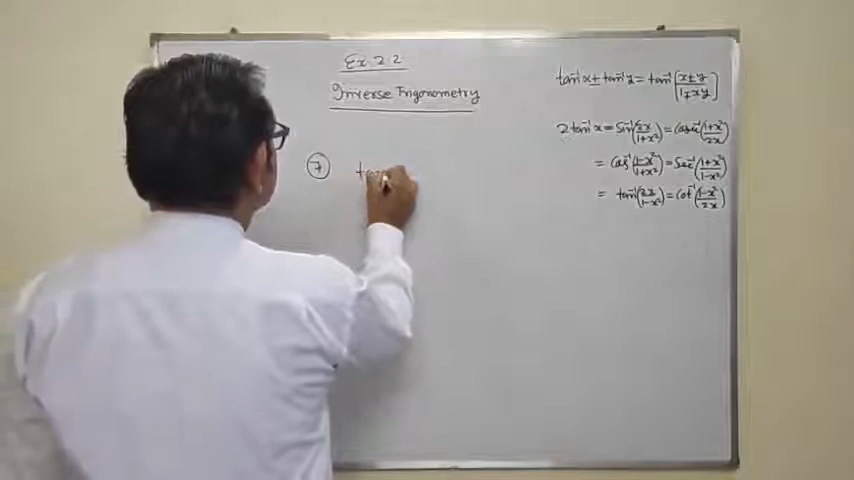 Ex. 2.2
Inverse Trigonometry
⑦ tan
tan⁻¹x ± tan⁻¹y = tan⁻¹[(x±y)/(1∓xy)]
2tan⁻¹x = Sin⁻¹(2x/(1+x²)) = Cosec⁻¹((1+x²)/2x)
= Cos⁻¹((1-x²)/(1+x²)) = Sec⁻¹((1+x²)/(1-x²))
= tan⁻¹(2x/(1-x²)) = Cot⁻¹((1-x²)/2x)